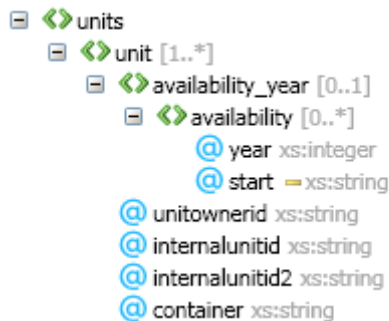 units
unit [1..*]
availability_year [0..1]
availability [0..*]
@ year xs:integer
@ start xs:string
@ unitownerid xs:string
@ internalunitid xs:string
@ internalunitid2 xs:string
@ container xs:string